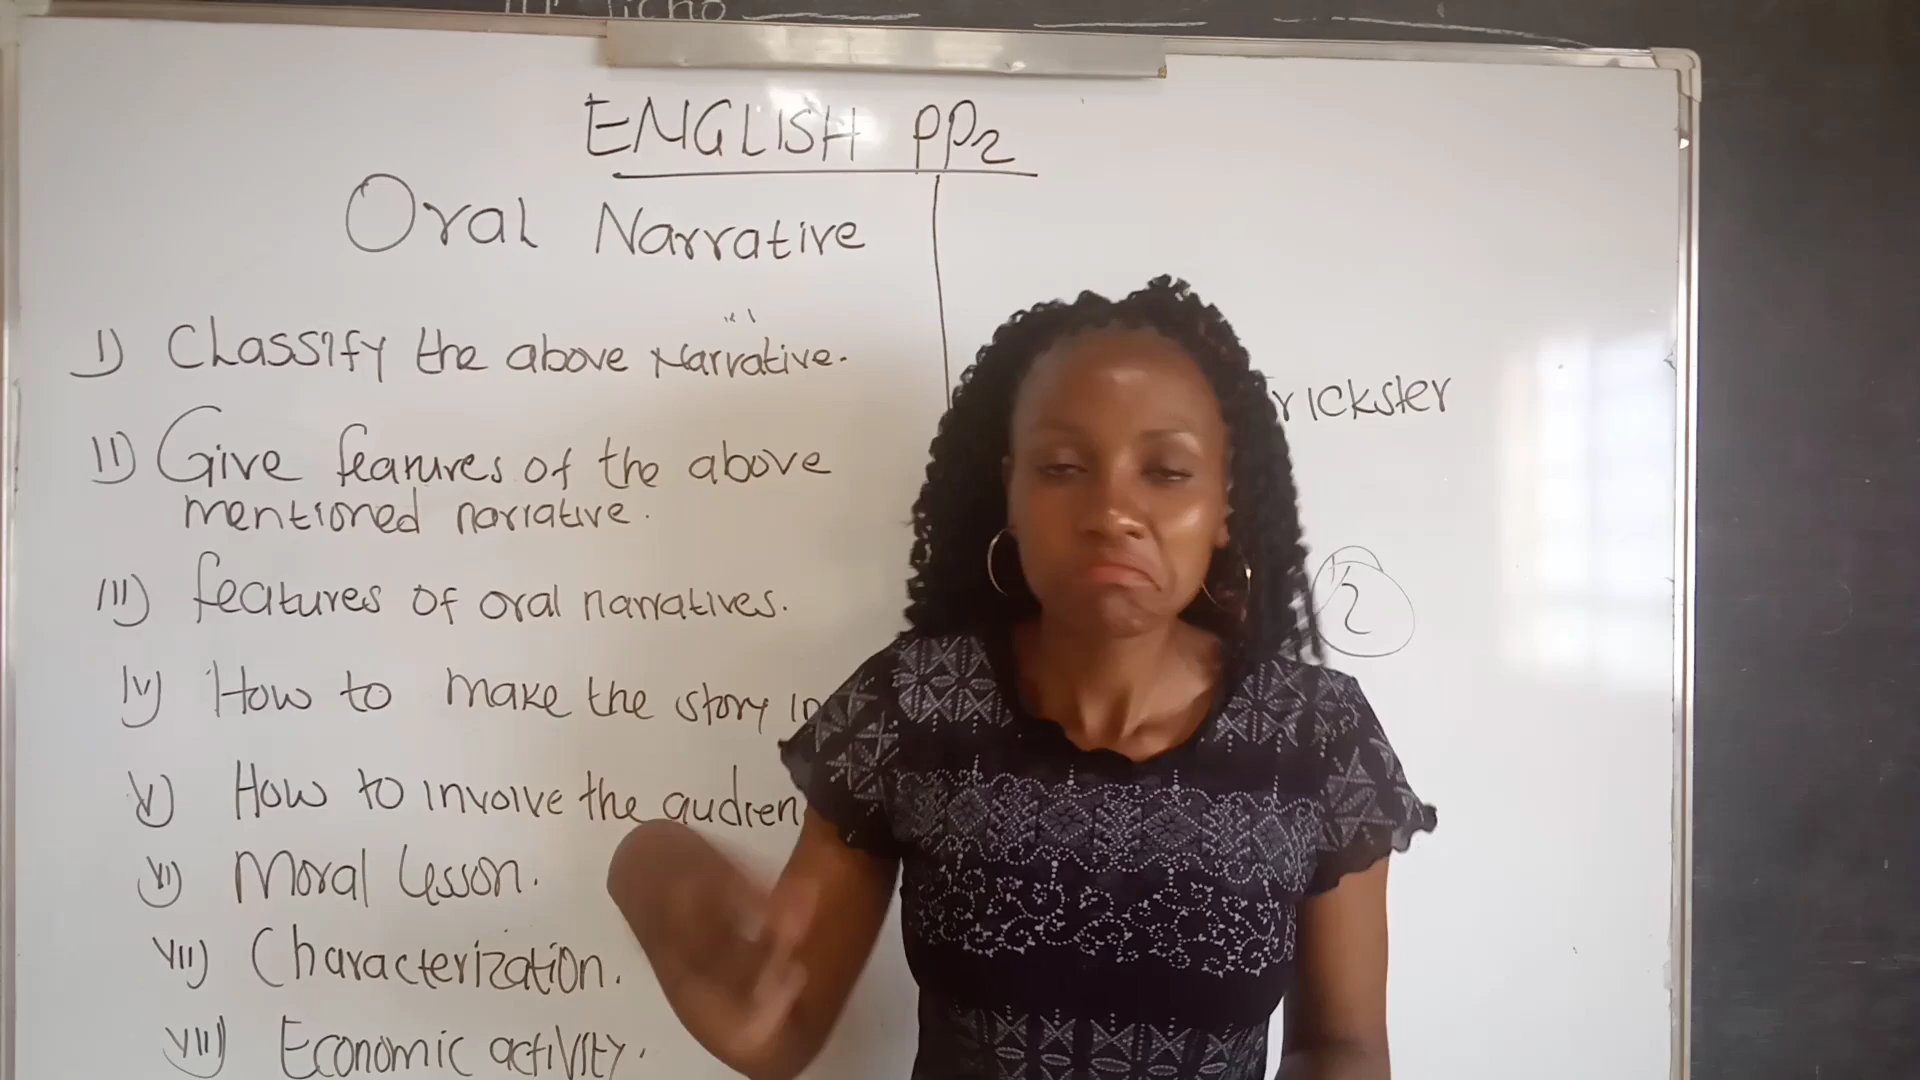 ENGLISH PP2
Oral Narrative
I) Classify the above Narrative.
II) Give features of the above
mentioned narrative.
III) features of oral narratives.
IV) How to make the story in
V) How to involve the audien
VI) Moral Lesson.
VII) Characterization.
VIII) Economic activity.
rickster
2